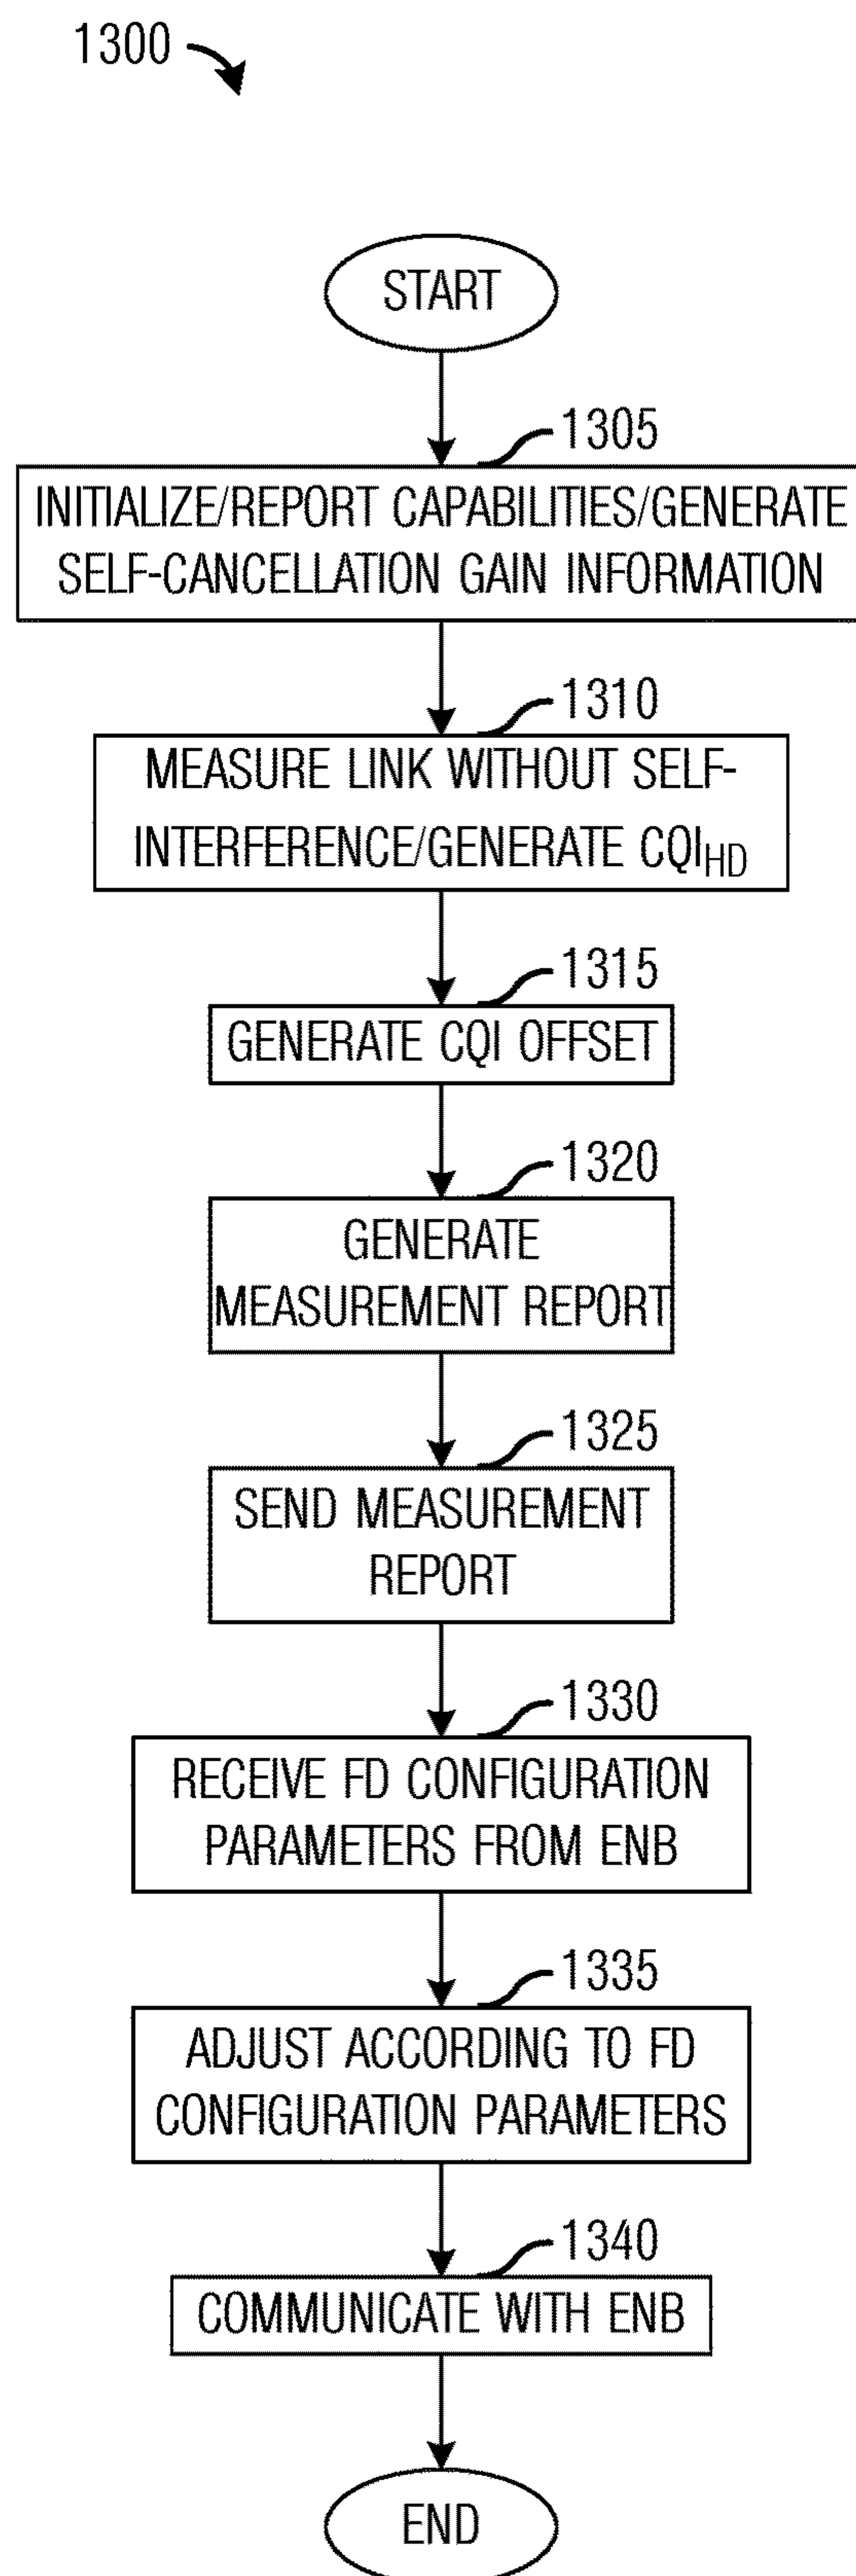 1300
START
1305
INITIALIZE/REPORT CAPABILITIES/GENERATE
SELF-CANCELLATION GAIN INFORMATION
1310
MEASURE LINK WITHOUT SELF-
INTERFERENCE/GENERATE CQIHD
1315
GENERATE CQI OFFSET
1320
GENERATE
MEASUREMENT REPORT
1325
SEND MEASUREMENT
REPORT
1330
RECEIVE FD CONFIGURATION
PARAMETERS FROM ENB
1335
ADJUST ACCORDING TO FD
CONFIGURATION PARAMETERS
1340
COMMUNICATE WITH ENB
END